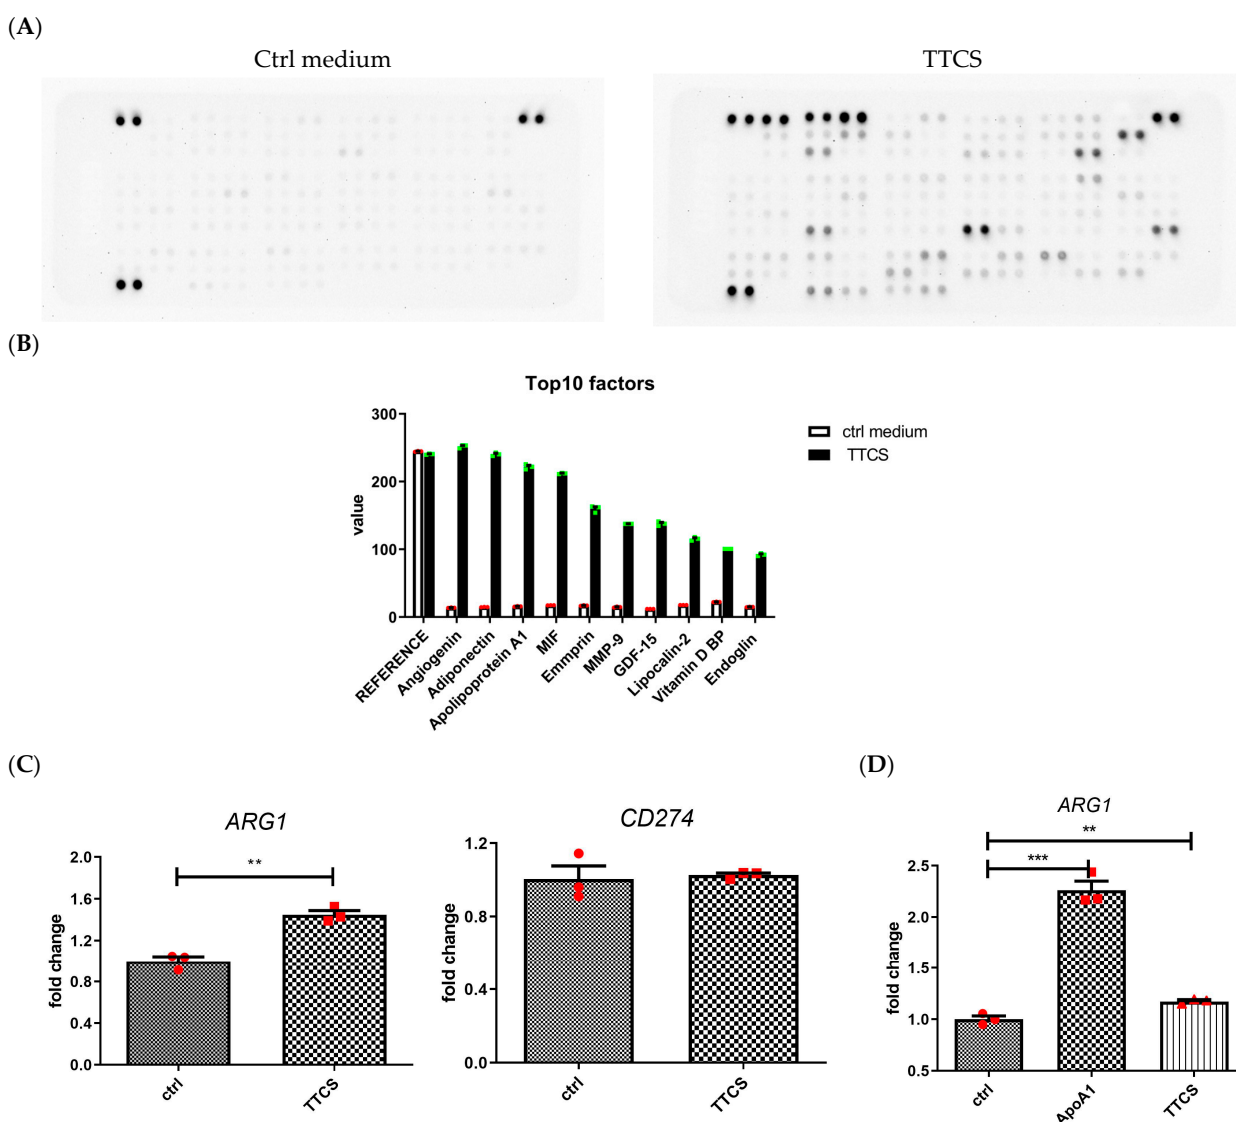 (A)
Ctrl medium
TTCS
(B)
Top10 factors
300
200
100
0
value
ctrl medium
TTCS
REFERENCE
Angiogenin
Adiponectin
Apolipoprotein A1
MIF
Emmprin
MMP-9
GDF-15
Lipocalin-2
Vitamin D BP
Endoglin
(C)
ARG1
**
2.0
1.6
1.2
0.8
0.4
0.0
fold change
ctrl
TTCS
CD274
1.2
0.8
0.4
0.0
fold change
ctrl
TTCS
(D)
ARG1
**
***
2.5
2.0
1.5
1.0
0.5
fold change
ctrl
ApoA1
TTCS